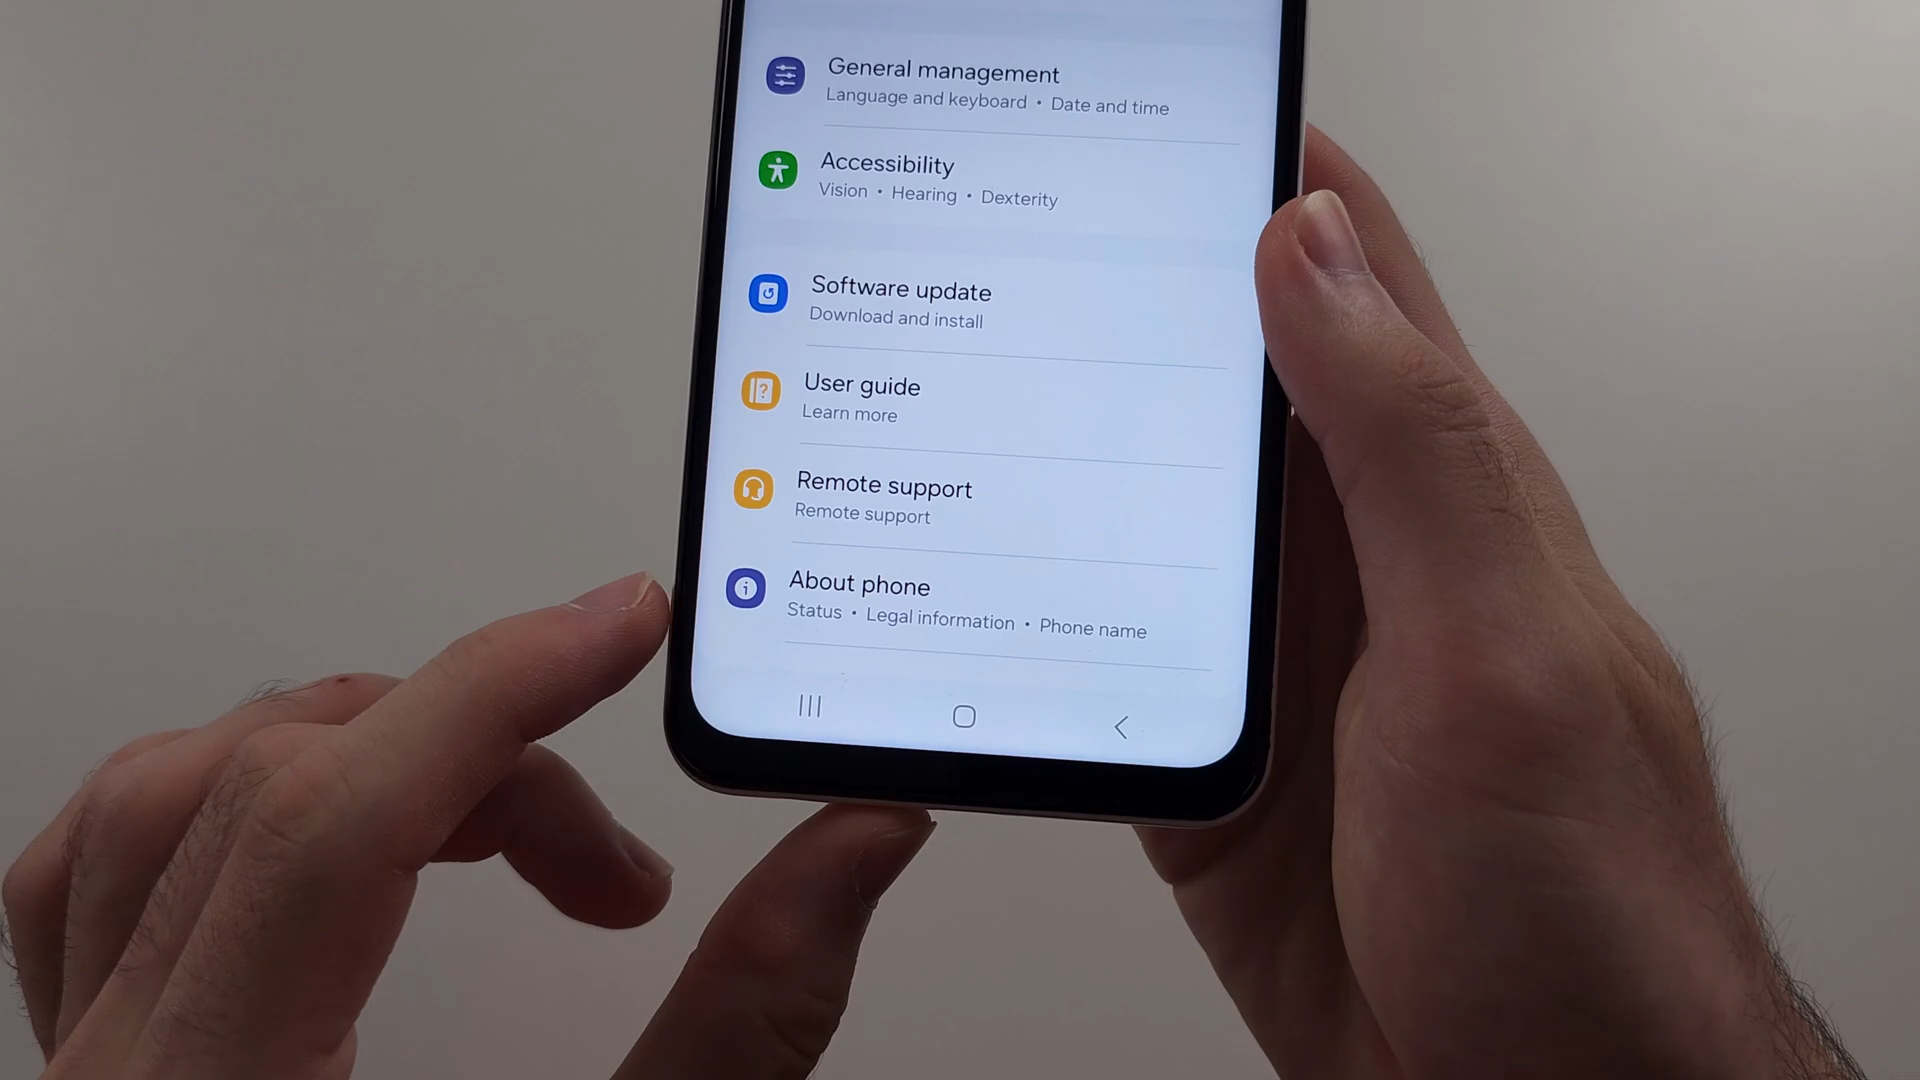 General management
Language and keyboard • Date and time
Accessibility
Vision • Hearing • Dexterity
Software update
Download and install
User guide
Learn more
Remote support
Remote support
About phone
Status • Legal information • Phone name